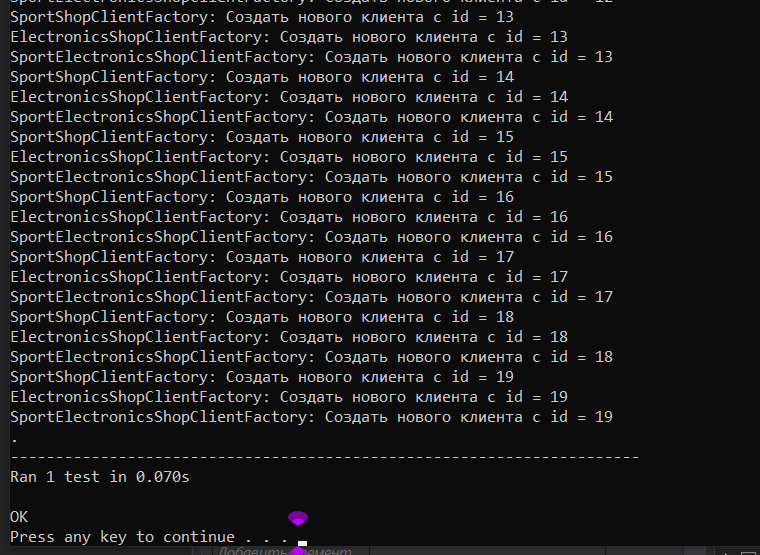 SportElectronicsShopClientFactory: Создать нового клиента с id = 12
SportShopClientFactory: Создать нового клиента с id = 13
ElectronicsShopClientFactory: Создать нового клиента с id = 13
SportElectronicsShopClientFactory: Создать нового клиента с id = 13
SportShopClientFactory: Создать нового клиента с id = 14
ElectronicsShopClientFactory: Создать нового клиента с id = 14
SportElectronicsShopClientFactory: Создать нового клиента с id = 14
SportShopClientFactory: Создать нового клиента с id = 15
ElectronicsShopClientFactory: Создать нового клиента с id = 15
SportElectronicsShopClientFactory: Создать нового клиента с id = 15
SportShopClientFactory: Создать нового клиента с id = 16
ElectronicsShopClientFactory: Создать нового клиента с id = 16
SportElectronicsShopClientFactory: Создать нового клиента с id = 16
SportShopClientFactory: Создать нового клиента с id = 17
ElectronicsShopClientFactory: Создать нового клиента с id = 17
SportElectronicsShopClientFactory: Создать нового клиента с id = 17
SportShopClientFactory: Создать нового клиента с id = 18
ElectronicsShopClientFactory: Создать нового клиента с id = 18
SportElectronicsShopClientFactory: Создать нового клиента с id = 18
SportShopClientFactory: Создать нового клиента с id = 19
ElectronicsShopClientFactory: Создать нового клиента с id = 19
SportElectronicsShopClientFactory: Создать нового клиента с id = 19
.
----------------------------------------------------------------------
Ran 1 test in 0.070s
OK
Press any key to continue . . .